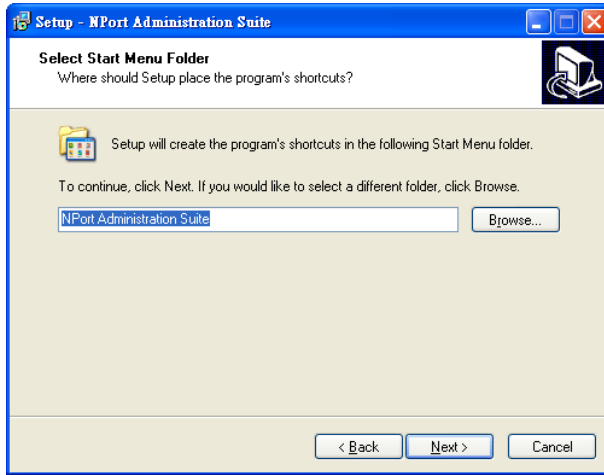 Setup - NPort Administration Suite
Select Start Menu Folder
Where should Setup place the program's shortcuts?
Setup will create the program's shortcuts in the following Start Menu folder.
To continue, click Next. If you would like to select a different folder, click Browse.
NPort Administration Suite
Browse...
< Back
Next >
Cancel